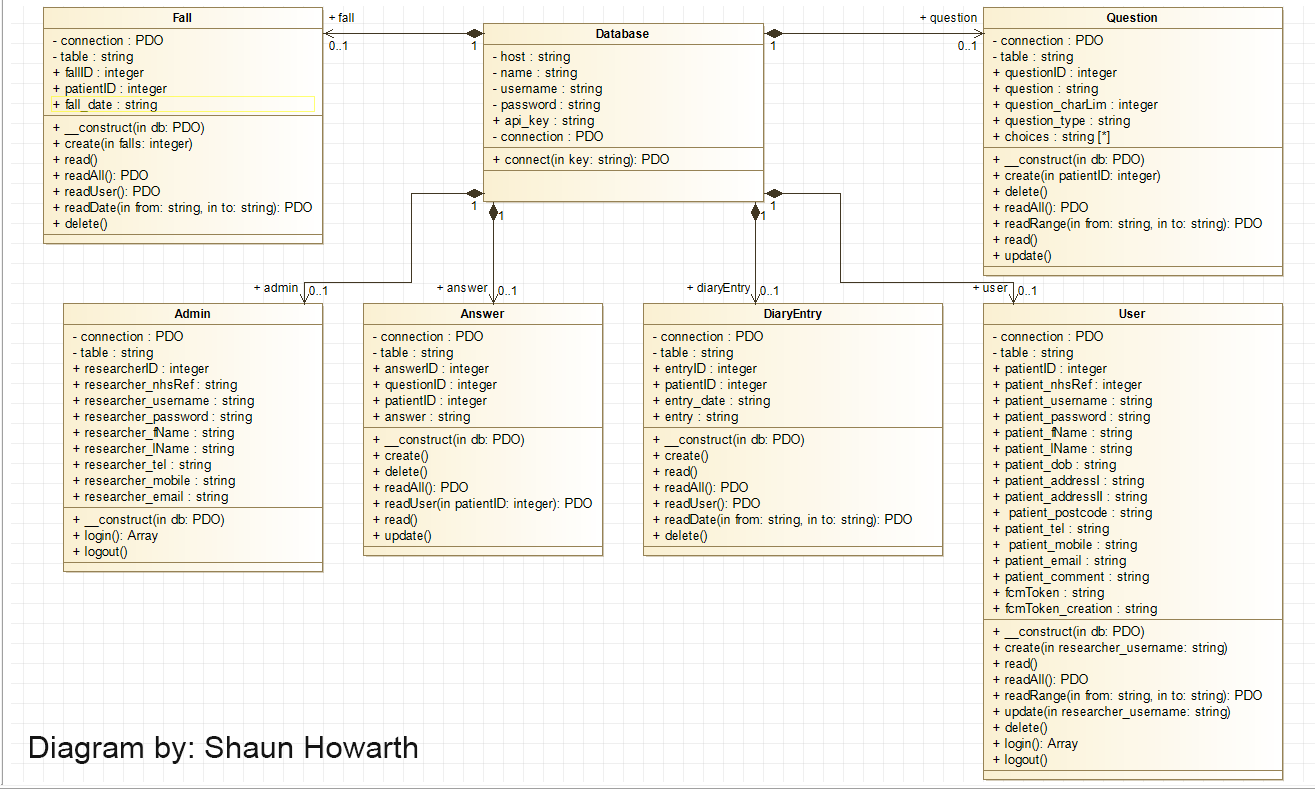 Fall
- connection : PDO
- table : string
+ fallID : integer
+ patientID : integer
+ fall_date : string
+ __construct(in db: PDO)
+ create(in falls: integer)
+ read()
+ readAll(): PDO
+ readUser(): PDO
+ readDate(in from: string, in to: string): PDO
+ delete()
+ fall
0..1
1
Database
- host : string
- name : string
- username : string
- password : string
+ api_key : string
- connection : PDO
+ connect(in key: string): PDO
1
+ question
0..1
Question
- connection : PDO
- table : string
+ questionID : integer
+ question : string
+ question_charLim : integer
+ question_type : string
+ choices : string [*]
+ __construct(in db: PDO)
+ create(in patientID: integer)
+ delete()
+ readAll(): PDO
+ readRange(in from: string, in to: string): PDO
+ read()
+ update()
1
1
1
1
+ admin
0..1
+ answer
0..1
+ diaryEntry
0..1
+ user
0..1
Admin
- connection : PDO
- table : string
+ researcherID : integer
+ researcher_nhsRef : string
+ researcher_username : string
+ researcher_password : string
+ researcher_fName : string
+ researcher_lName : string
+ researcher_tel : string
+ researcher_mobile : string
+ researcher_email : string
+ __construct(in db: PDO)
+ login(): Array
+ logout()
Answer
- connection : PDO
- table : string
+ answerID : integer
+ questionID : integer
+ patientID : integer
+ answer : string
+ __construct(in db: PDO)
+ create()
+ delete()
+ readAll(): PDO
+ readUser(in patientID: integer): PDO
+ read()
+ update()
DiaryEntry
- connection : PDO
- table : string
+ entryID : integer
+ patientID : integer
+ entry_date : string
+ entry : string
+ __construct(in db: PDO)
+ create()
+ read()
+ readAll(): PDO
+ readUser(): PDO
+ readDate(in from: string, in to: string): PDO
+ delete()
User
- connection : PDO
- table : string
+ patientID : integer
+ patient_nhsRef : integer
+ patient_username : string
+ patient_password : string
+ patient_fName : string
+ patient_lName : string
+ patient_dob : string
+ patient_addressI : string
+ patient_addressII : string
+ patient_postcode : string
+ patient_tel : string
+ patient_mobile : string
+ patient_email : string
+ patient_comment : string
+ fcmToken : string
+ fcmToken_creation : string
+ __construct(in db: PDO)
+ create(in researcher_username: string)
+ read()
+ readAll(): PDO
+ readRange(in from: string, in to: string): PDO
+ update(in researcher_username: string)
+ delete()
+ login(): Array
+ logout()
Diagram by: Shaun Howarth